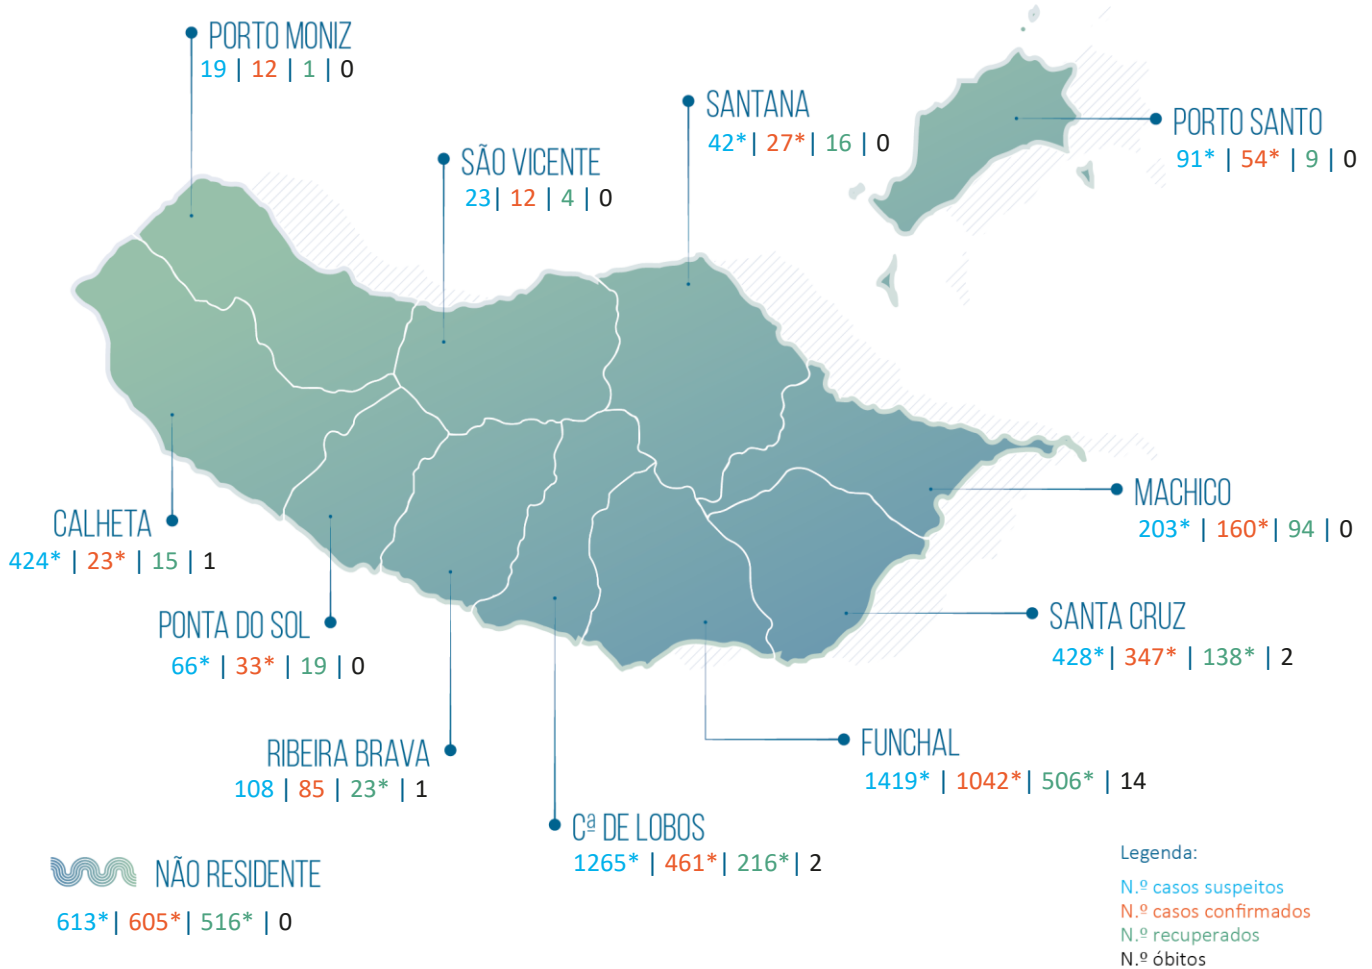 PORTO MONIZ
19 | 12 | 1 | 0
SANTANA
42* | 27* | 16 | 0
PORTO SANTO
91* | 54* | 9 | 0
SÃO VICENTE
23 | 12 | 4 | 0
MACHICO
203* | 160* | 94 | 0
CALHETA
424* | 23* | 15 | 1
PONTA DO SOL
66* | 33* | 19 | 0
SANTA CRUZ
428* | 347* | 138* | 2
RIBEIRA BRAVA
108 | 85 | 23* | 1
FUNCHAL
1419* | 1042* | 506* | 14
Cª DE LOBOS
1265* | 461* | 216* | 2
NÃO RESIDENTE
613* | 605* | 516* | 0
Legenda:
N.º casos suspeitos
N.º casos confirmados
N.º recuperados
N.º óbitos